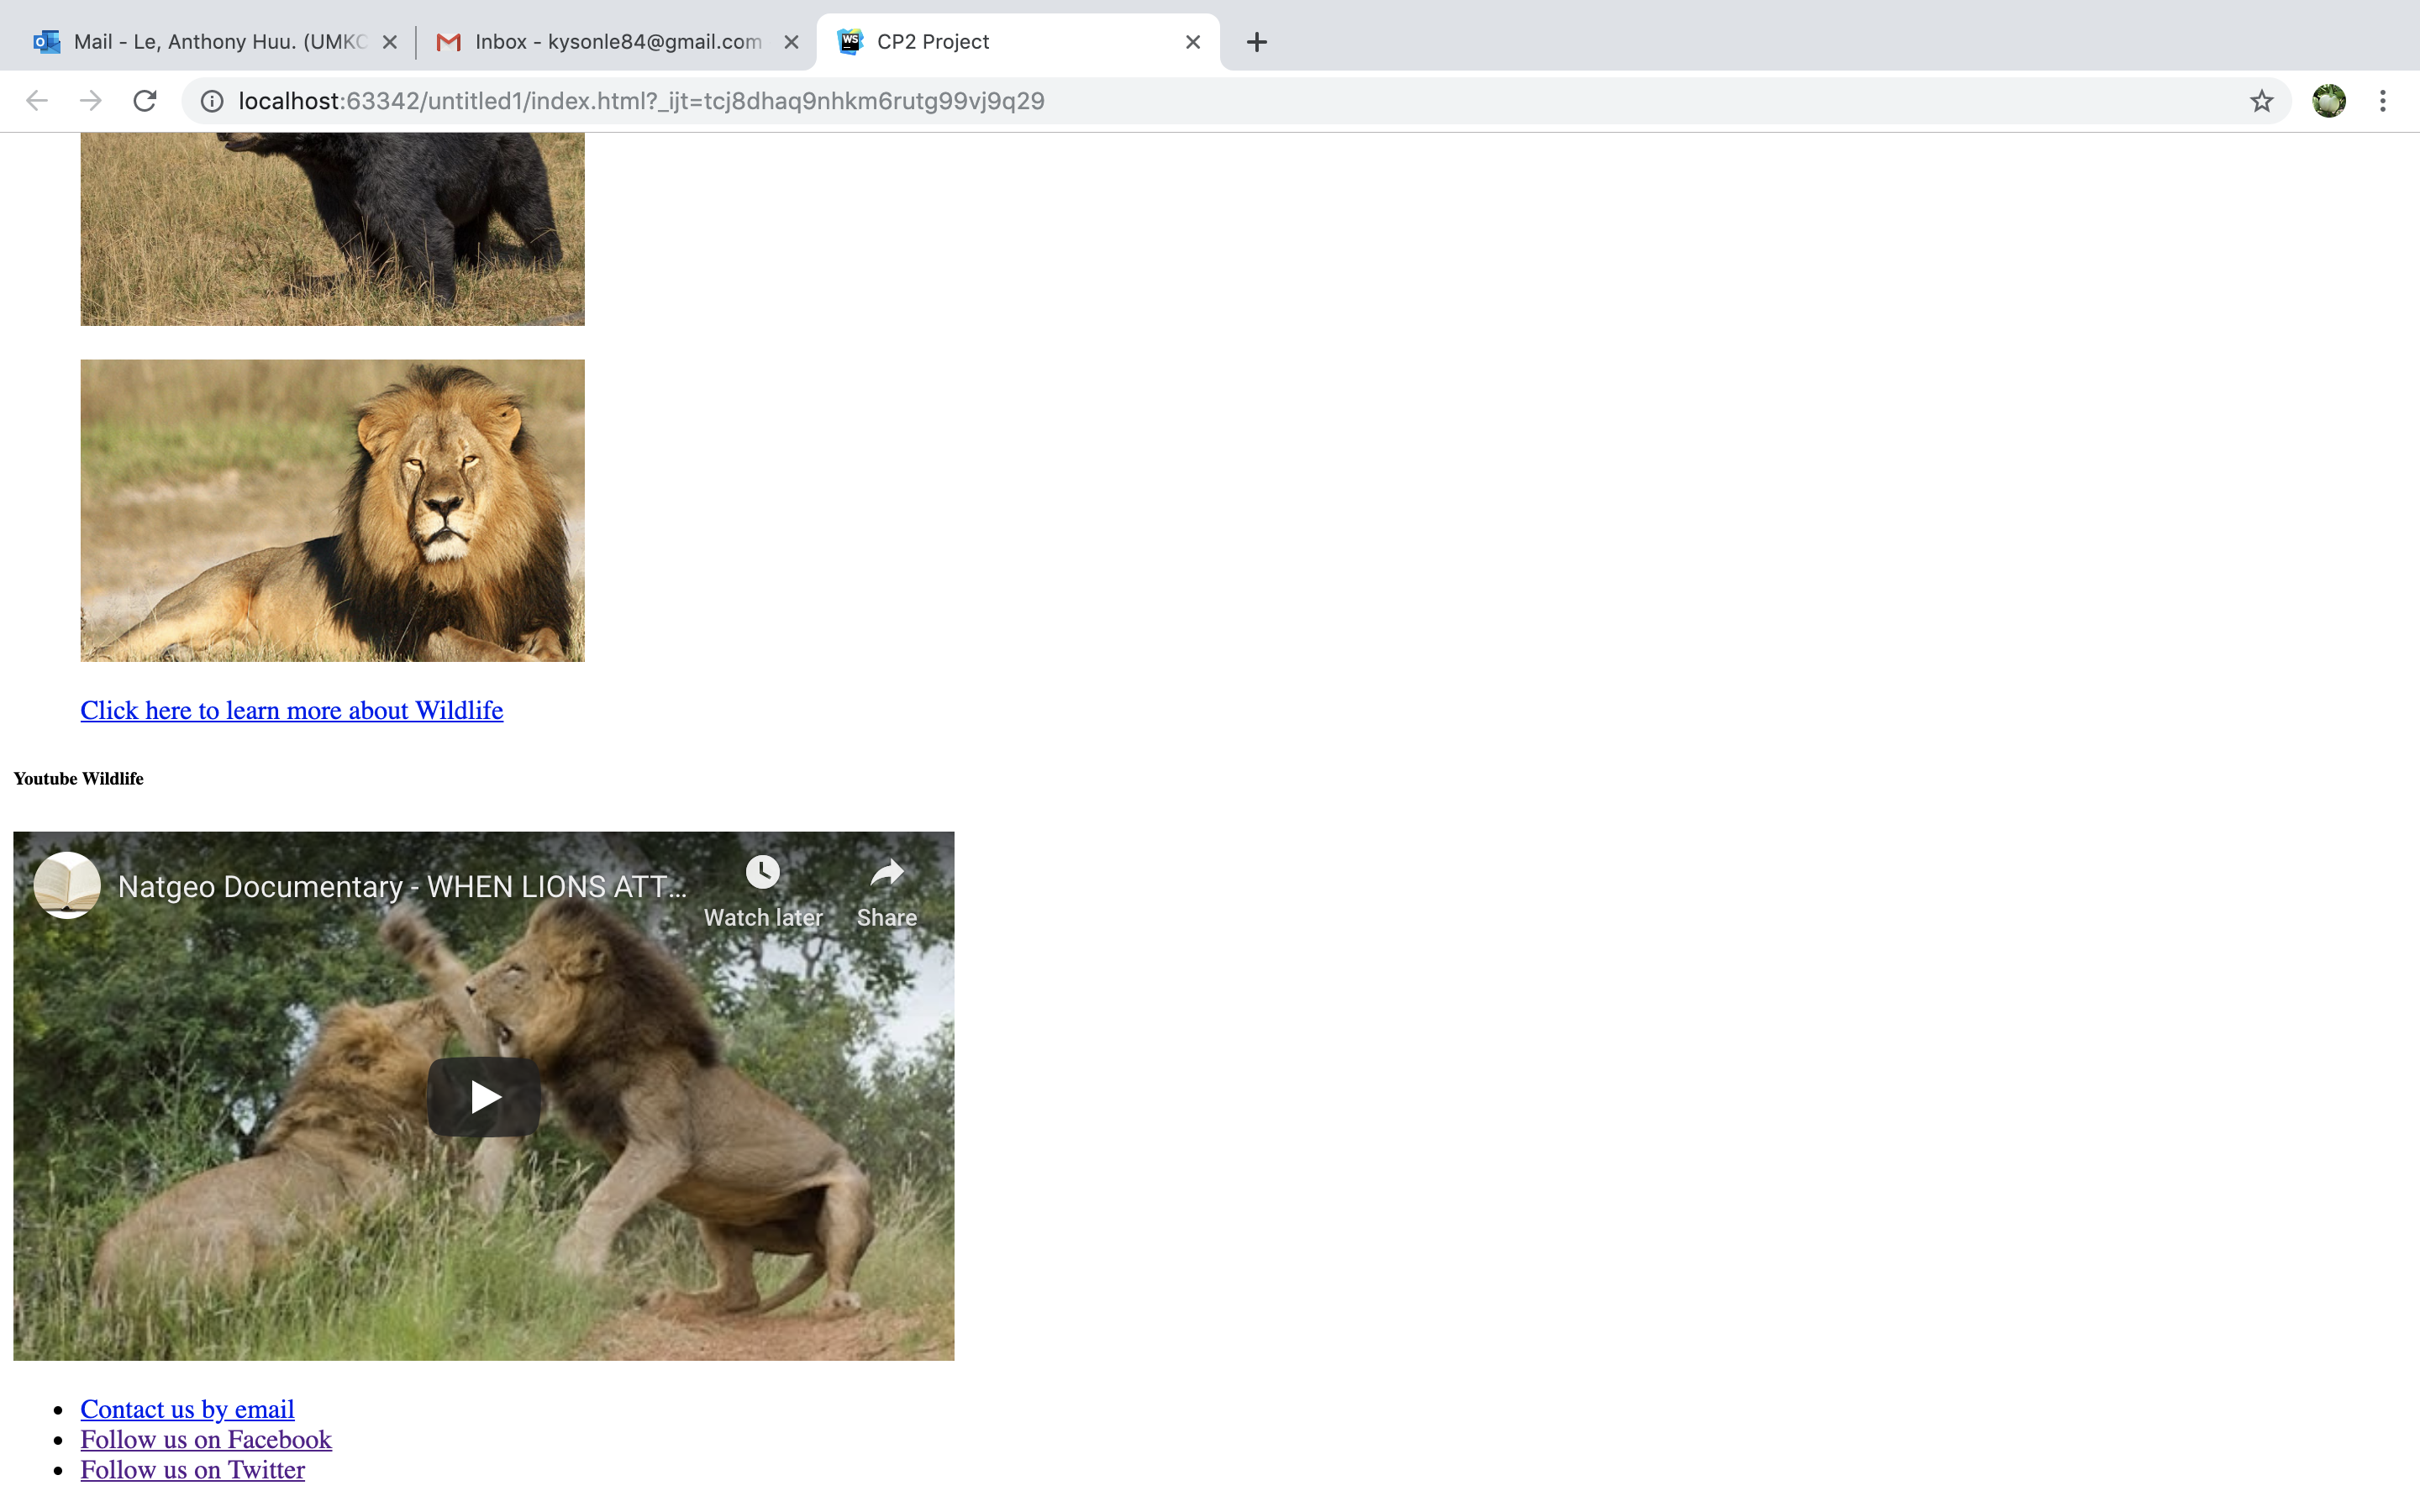 Mail - Le, Anthony Huu. (UMKC
Inbox - kysonle84@gmail.com
CP2 Project
localhost:63342/untitled1/index.html?_ijt=tcj8dhaq9nhkm6rutg99vj9q29
Click here to learn more about Wildlife
Youtube Wildlife
Natgeo Documentary - WHEN LIONS ATT...
Watch later
Share
Contact us by email
Follow us on Facebook
Follow us on Twitter